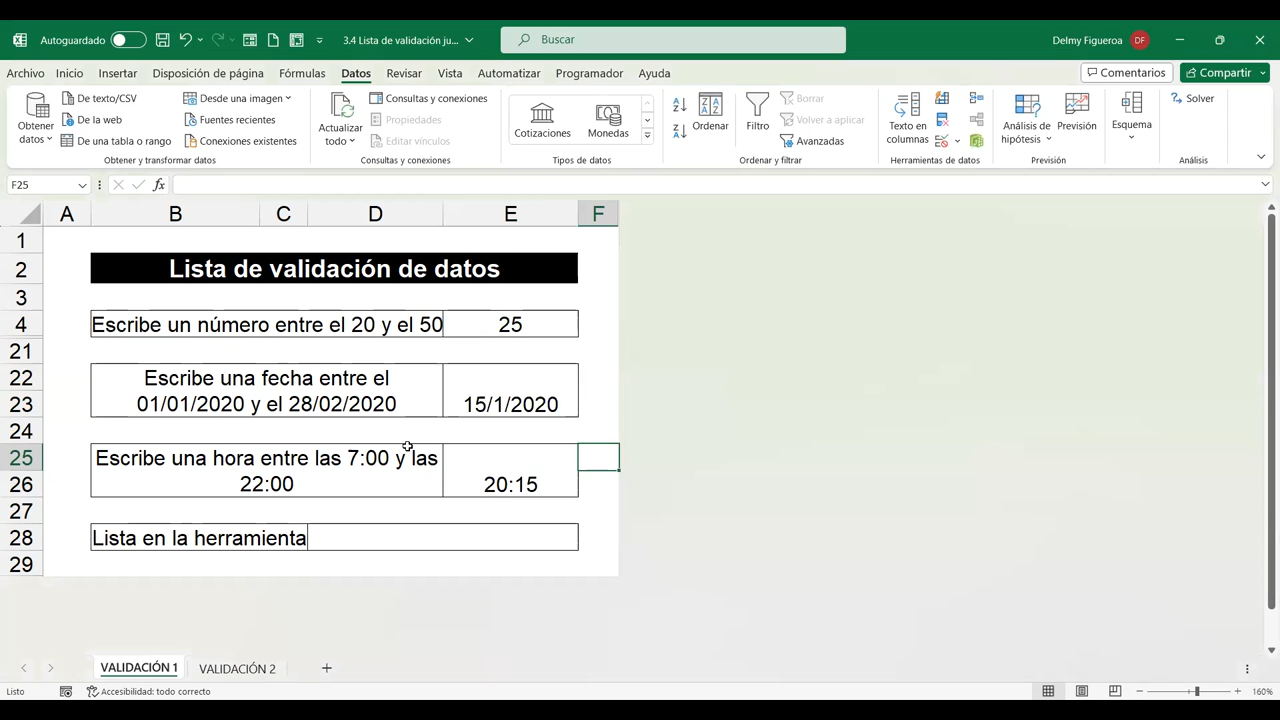 Autoguardado
3.4 Lista de validación ju...
Buscar
Delmy Figueroa
DF
Archivo Inicio Insertar Disposición de página Fórmulas Datos Revisar Vista Automatizar Programador Ayuda
Comentarios
Compartir
Obtener datos
De texto/CSV
De la web
De una tabla o rango
Desde una imagen
Fuentes recientes
Conexiones existentes
Obtener y transformar datos
Actualizar todo
Consultas y conexiones
Propiedades
Editar vínculos
Consultas y conexiones
Cotizaciones
Monedas
Tipos de datos
Ordenar
Filtro
Borrar
Volver a aplicar
Avanzadas
Ordenar y filtrar
Texto en columnas
Herramientas de datos
Análisis de hipótesis
Previsión
Previsión
Esquema
Solver
Análisis
F25
fx
A B C D E F
1
2 Lista de validación de datos
3
4 Escribe un número entre el 20 y el 50 25
21
22 Escribe una fecha entre el
23 01/01/2020 y el 28/02/2020 15/1/2020
24
25 Escribe una hora entre las 7:00 y las
26 22:00 20:15
27
28 Lista en la herramienta
29
VALIDACIÓN 1 VALIDACIÓN 2
Listo
Accesibilidad: todo correcto
160%